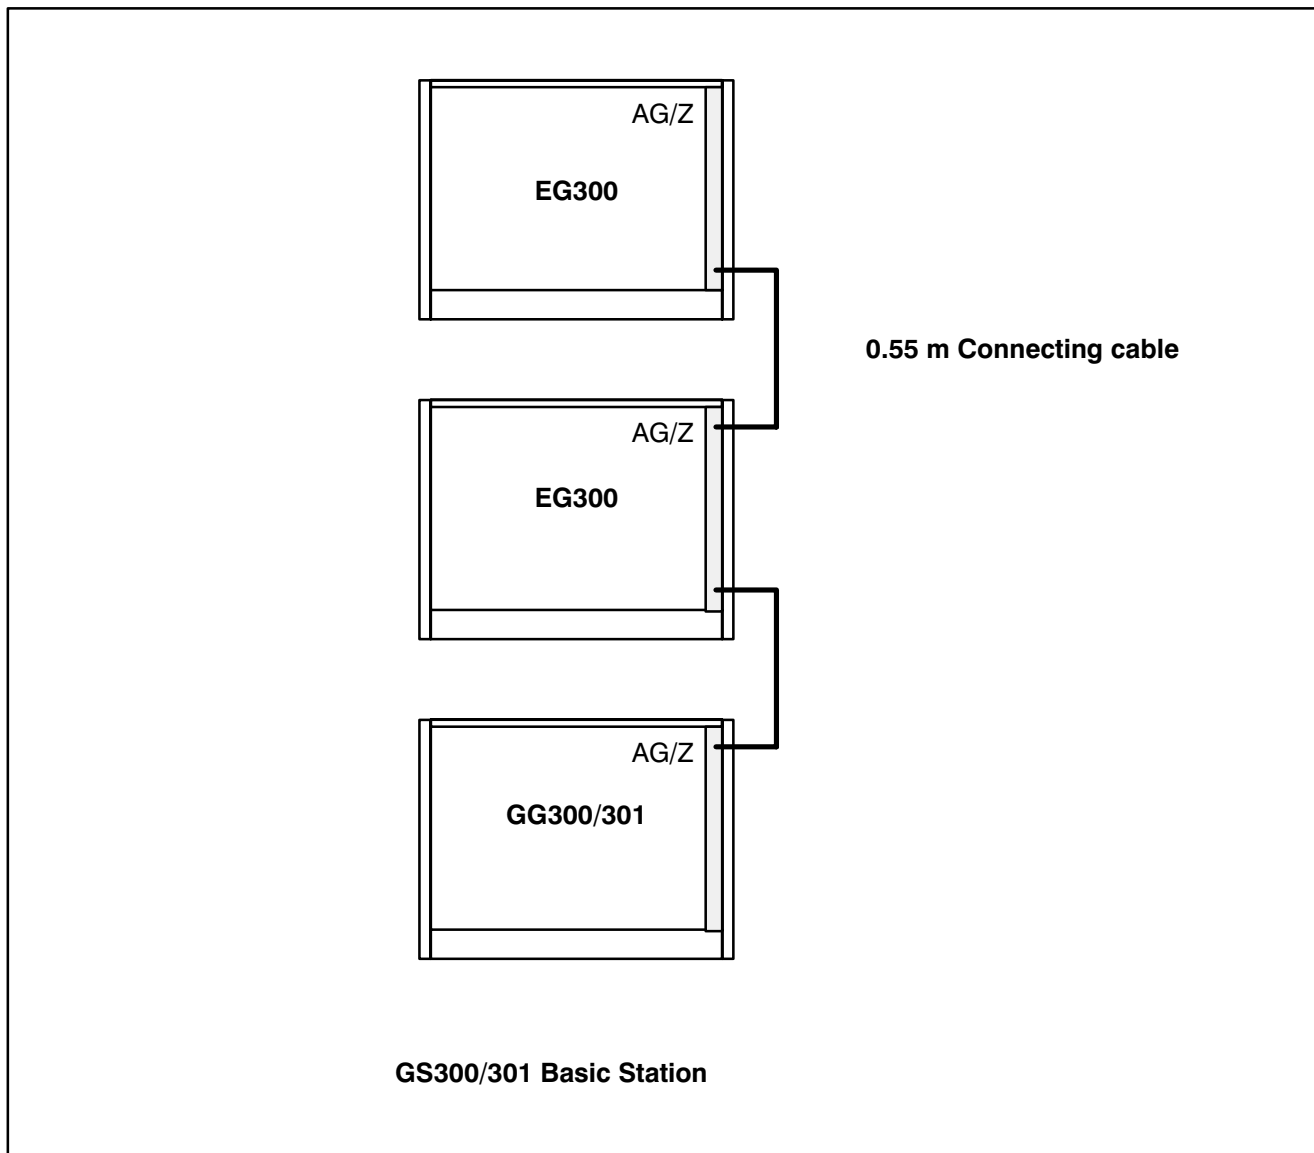 AG/Z
EG300
0.55 m Connecting cable
AG/Z
EG300
AG/Z
GG300/301
GS300/301 Basic Station